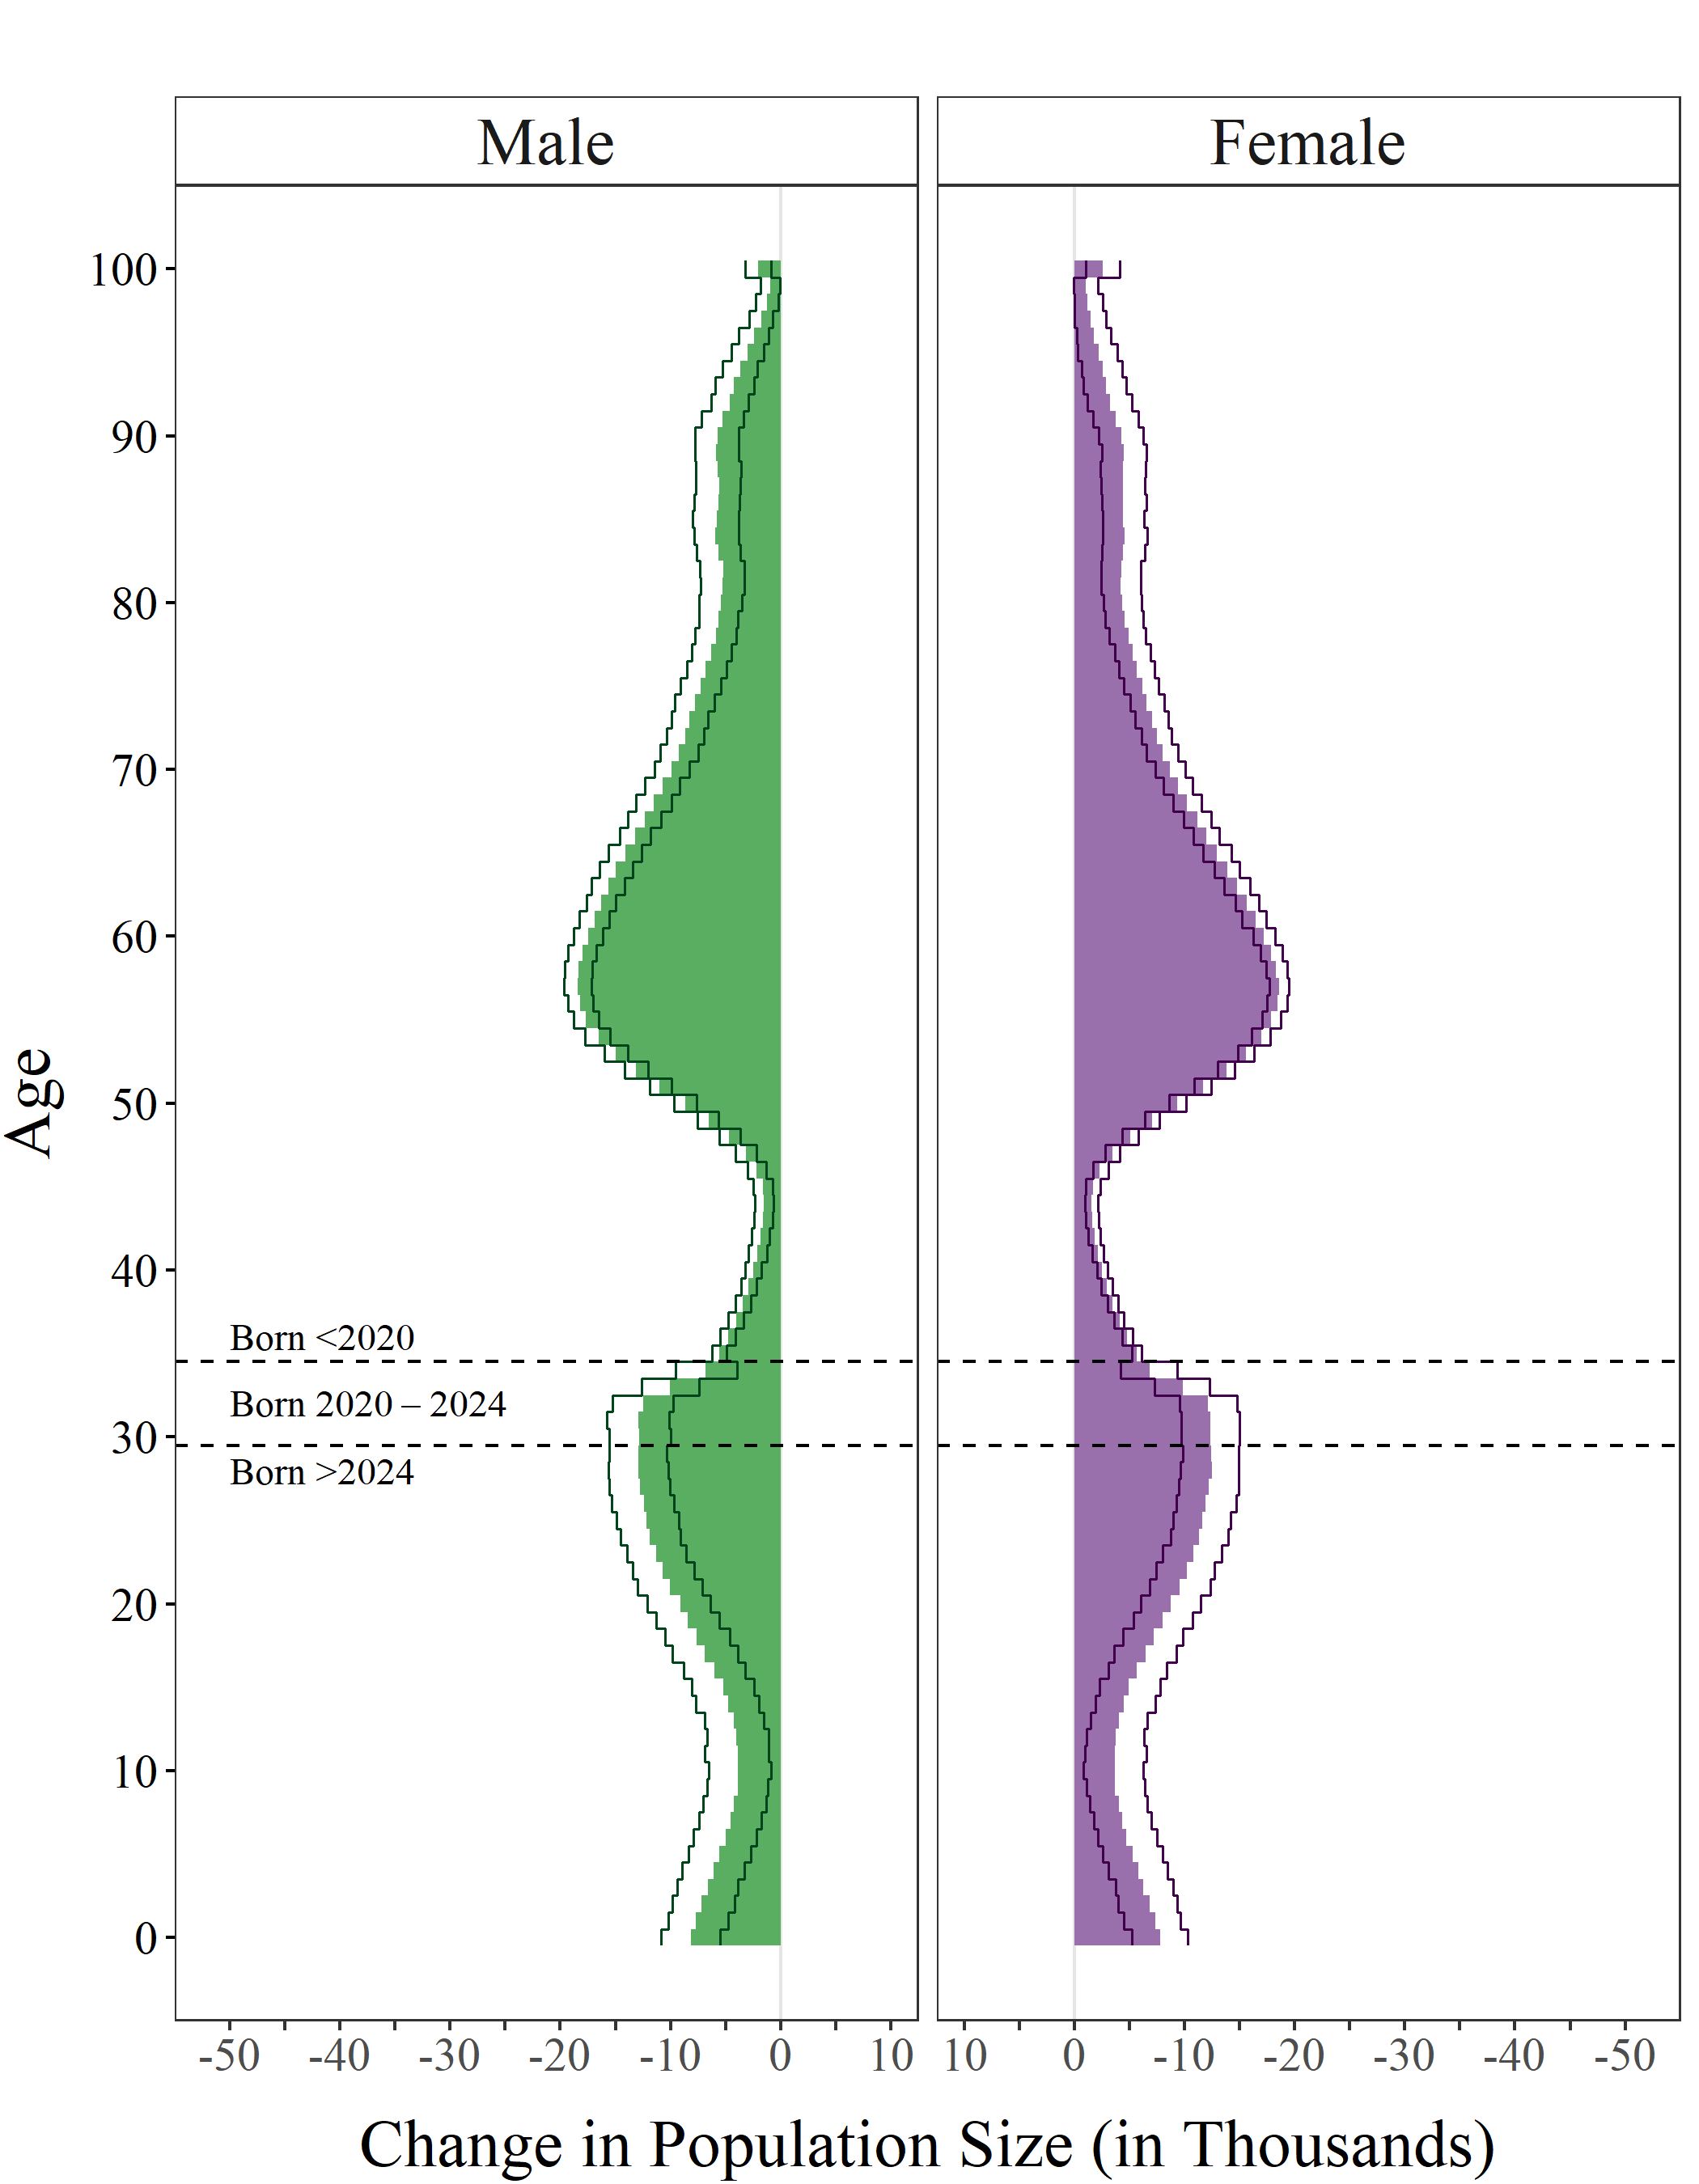 Male
Female
100
90
80
70
60
50
40
30
20
10
0
Age
Born <2020
Born 2020 – 2024
Born >2024
-50 -40 -30 -20 -10 0 10
10 0 -10 -20 -30 -40 -50
Change in Population Size (in Thousands)